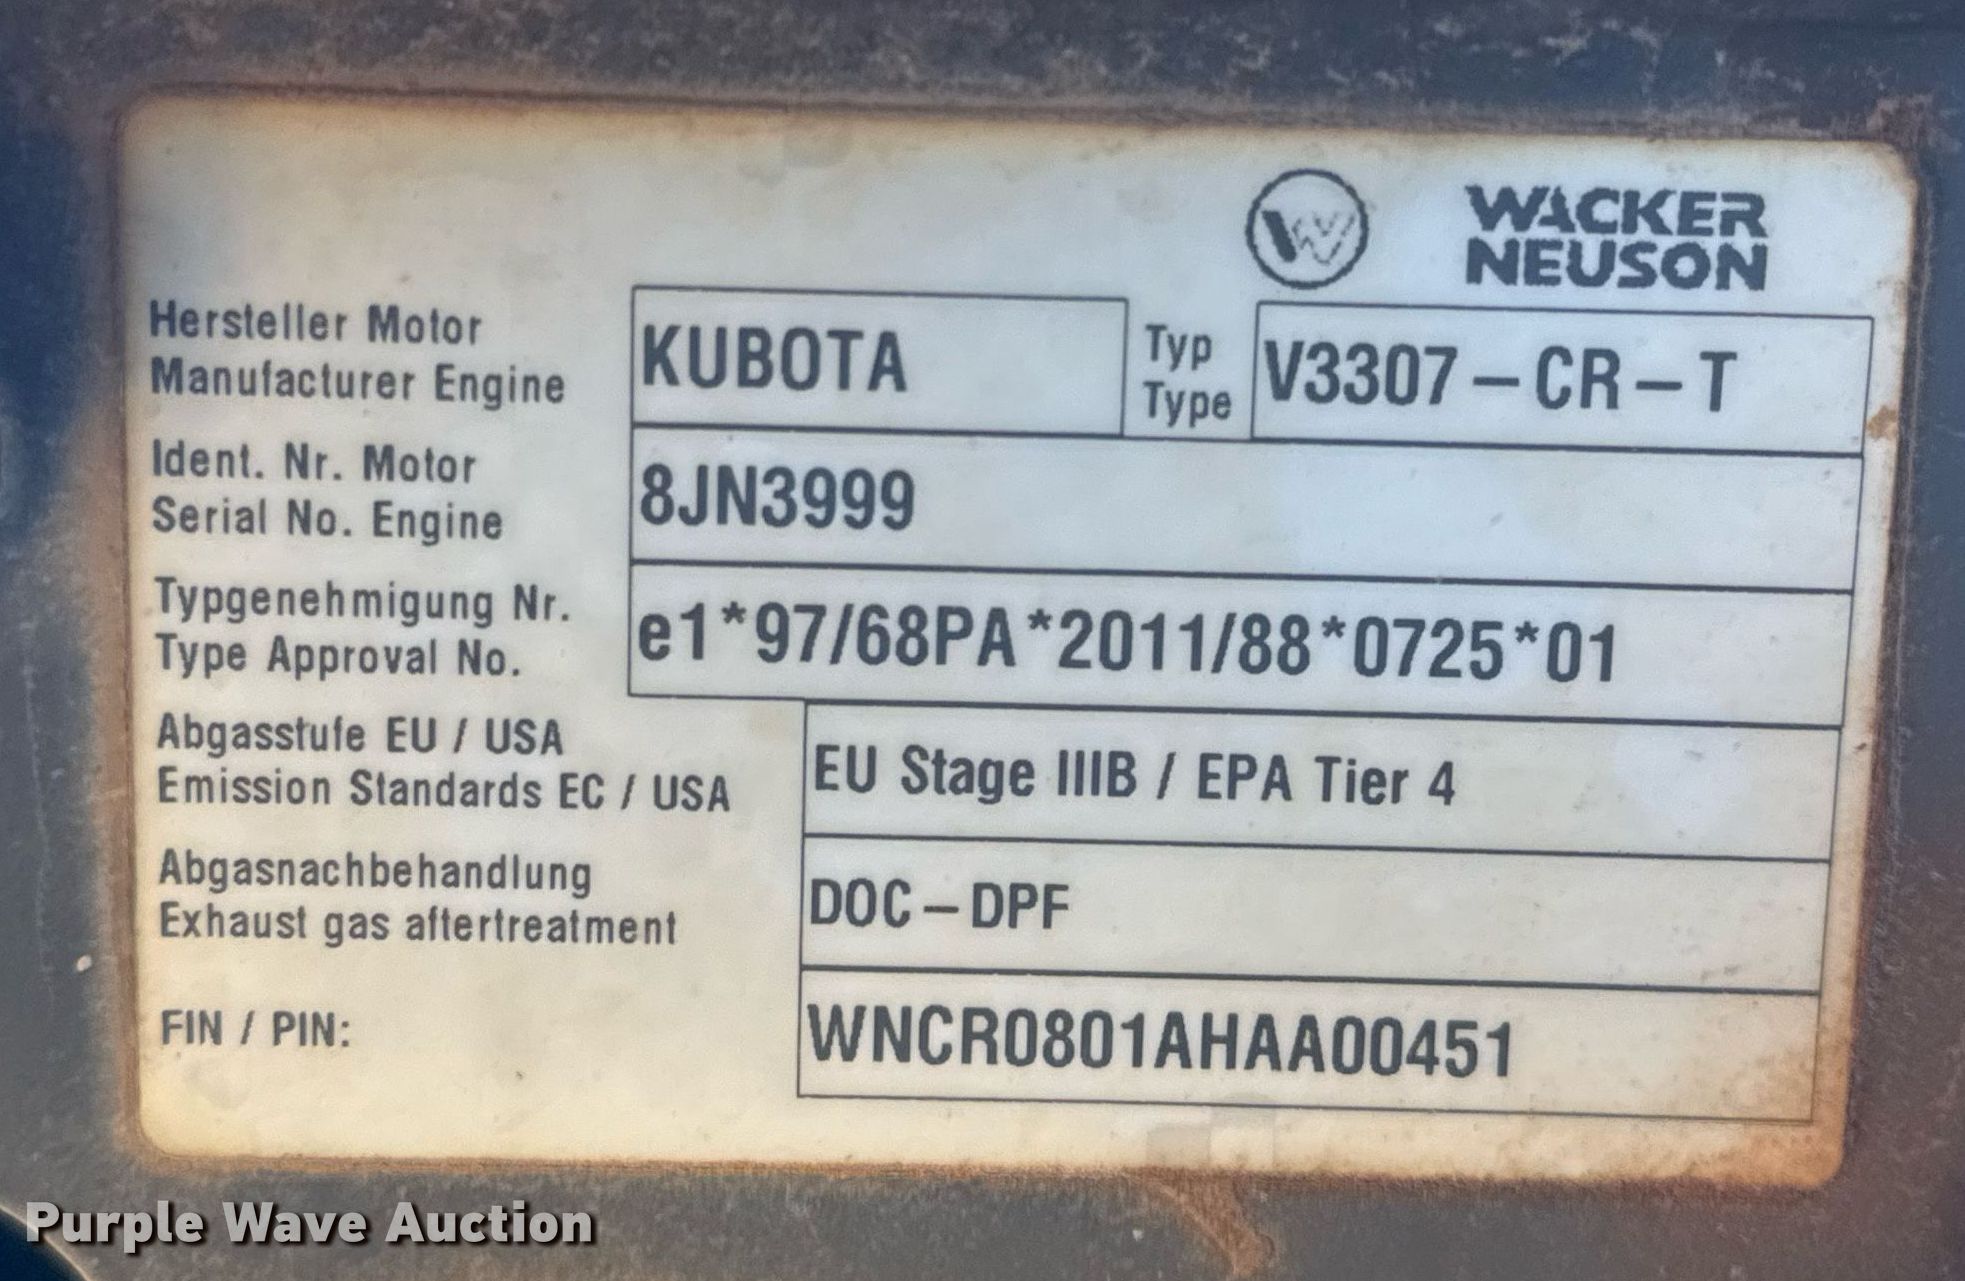 W
WACKER
NEUSON
Hersteller Motor
Manufacturer Engine
KUBOTA
Typ
Type
V3307-CR-T
Ident. Nr. Motor
Serial No. Engine
8JN3999
Typgenehmigung Nr.
Type Approval No.
e1*97/68PA*2011/88*0725*01
Abgasstufe EU / USA
Emission Standards EC / USA
EU Stage IIIB / EPA Tier 4
Abgasnachbehandlung
Exhaust gas aftertreatment
DOC-DPF
FIN / PIN:
WNCR0801AHAA00451
Purple Wave Auction